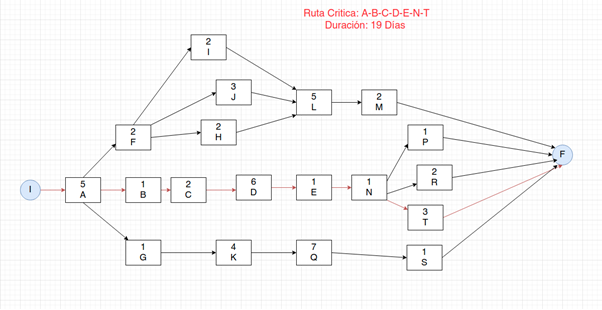 Ruta Critica: A-B-C-D-E-N-T
Duración: 19 Días
2
I
3
J
2
H
5
L
2
M
2
F
1
P
F
I
5
A
1
B
2
C
6
D
1
E
1
N
2
R
3
T
1
G
4
K
7
Q
1
S